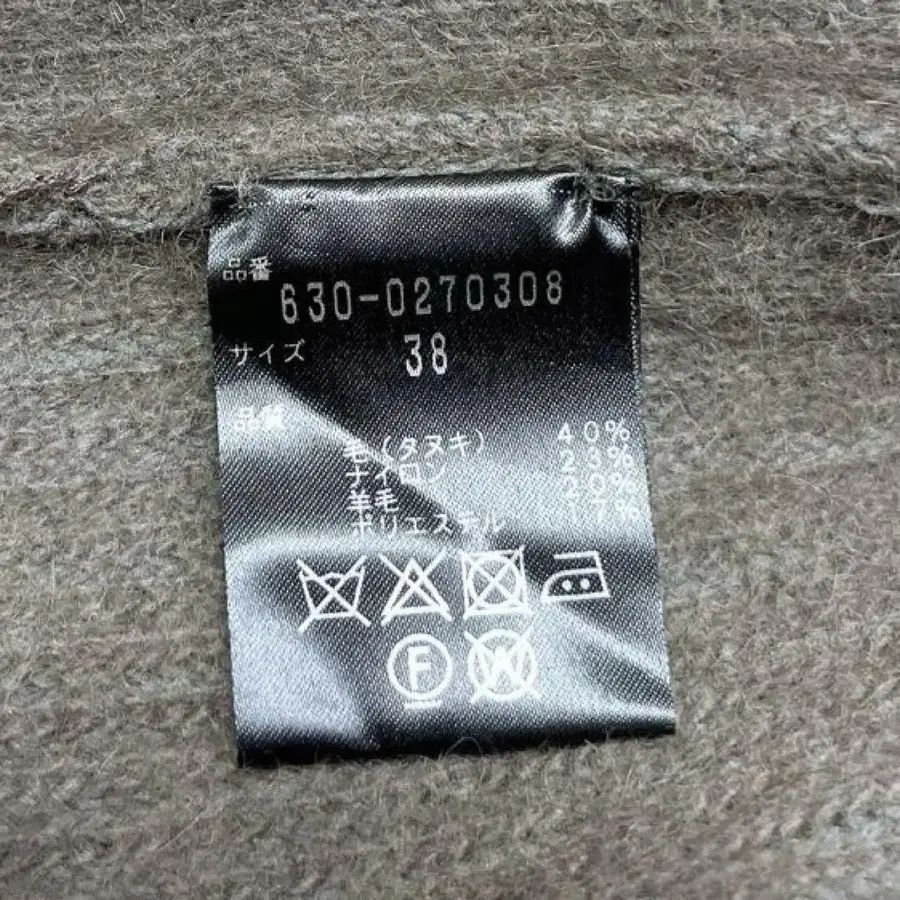 品番
630-0270308
サイズ 38
品質
毛(タヌキ) 40%
ナイロン 23%
羊毛 20%
ポリエステル 17%
F
W